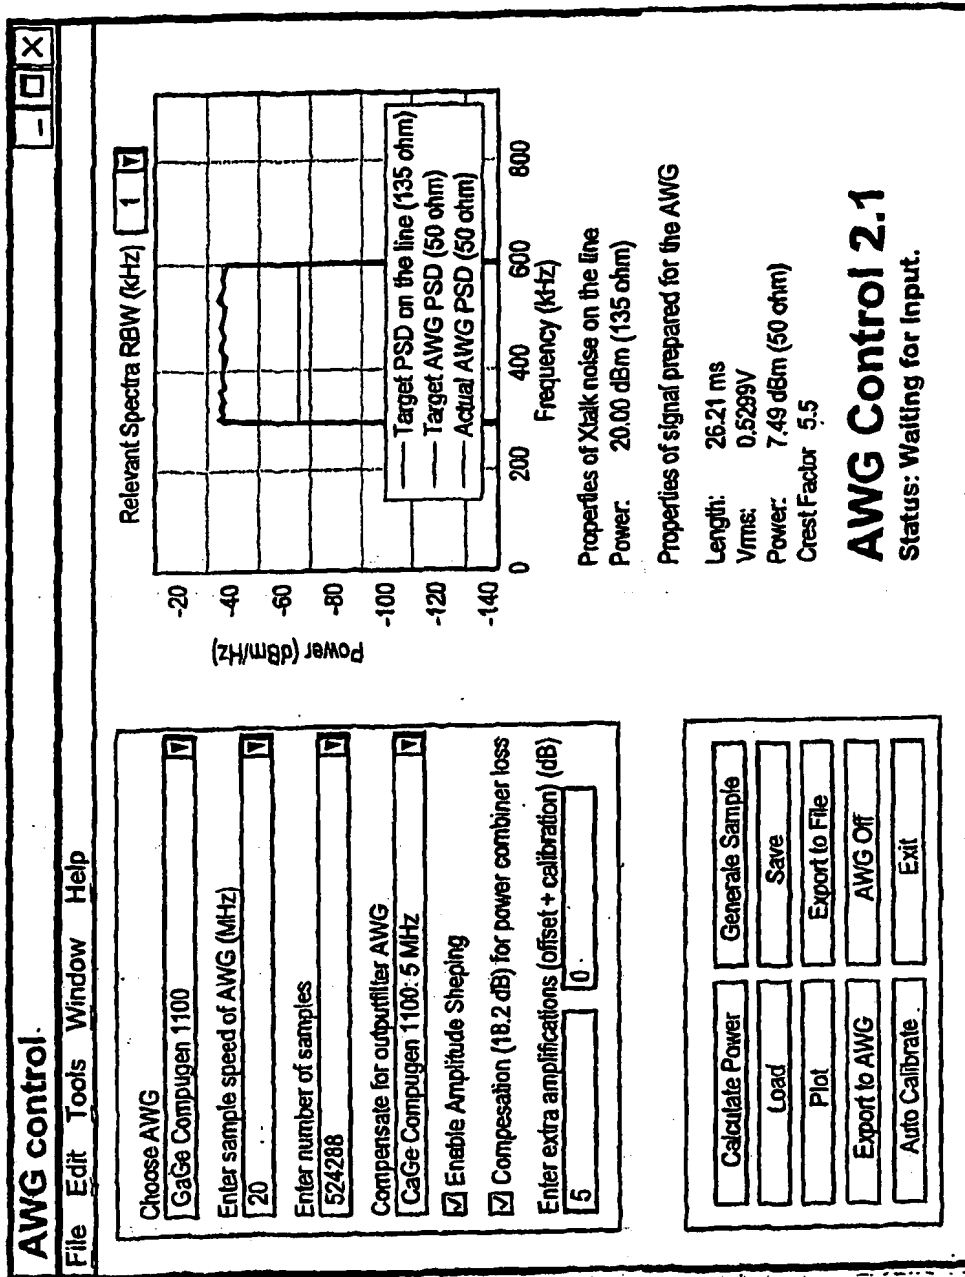 AWG control.
File Edit Tools Window Help
Choose AWG
GaGe Compugen 1100
Enter sample speed of AWG (MHz)
20
Enter number of samples
524288
Compensate for outputfilter AWG
CaGe Compugen 1100: 5 MHz
Enable Amplitude Sheping
Compesation (18.2 dB) for power combiner loss
Enter extra amplifications (offset + calibration) (dB)
5 0
Calculate Power Generale Sample
Load Save
Plot Export to File
Export to AWG AWG Off
Auto Calibrate Exit
Relevant Spectra RBW (kHz) 1
Power (dBm/Hz)
-20
-40
-60
-80
-100
-120
-140
Target PSD on the line (135 ohm)
Target AWG PSD (50 ohm)
Actual AWG PSD (50 ohm)
0 200 400 600 800
Frequency (kHz)
Properties of Xtalk noise on the line
Power: 20.00 dBm (135 ohm)
Properties of signal prepared for the AWG
Length: 26.21 ms
Vrms: 0.5299V
Power: 7.49 dBm (50 ohm)
Crest Factor 5.5
AWG Control 2.1
Status: Waiting for Input.